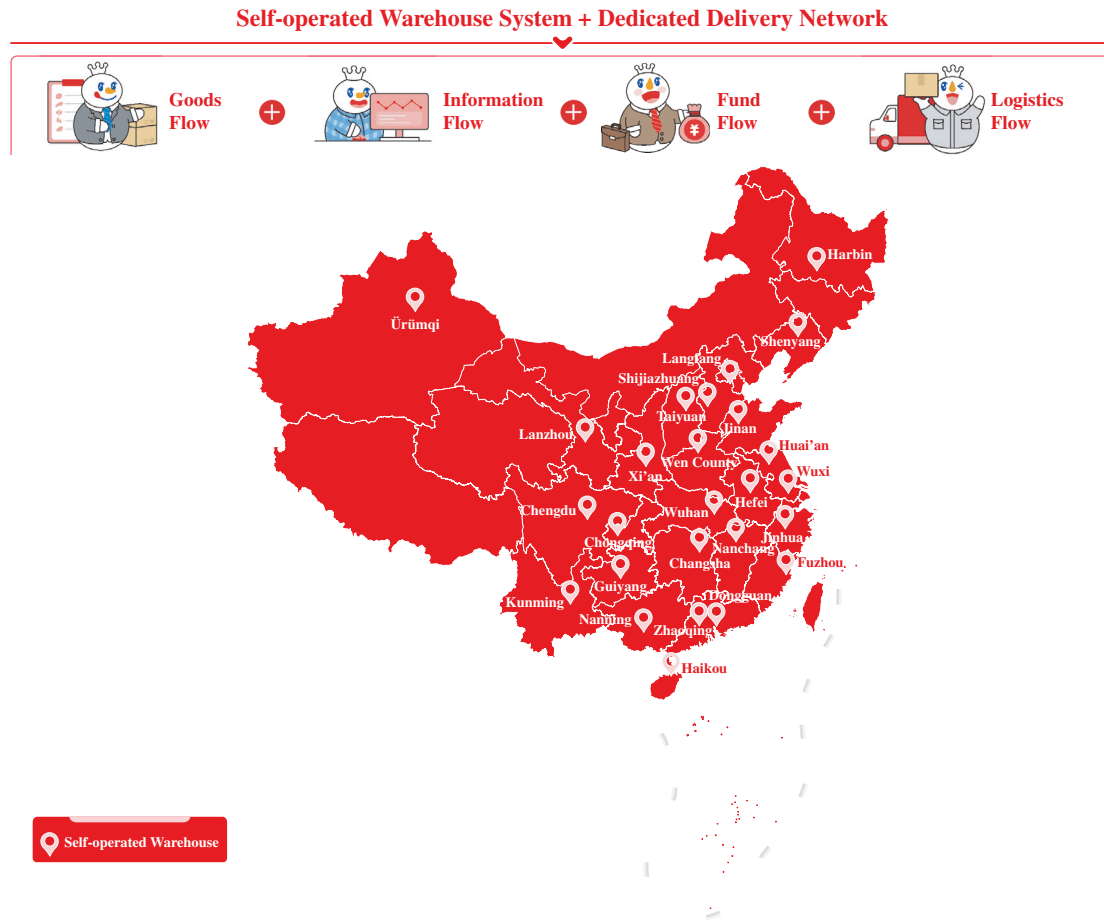 Self-operated Warehouse System + Dedicated Delivery Network
Goods
Flow
Information
Flow
¥
Fund
Flow
Logistics
Flow
Harbin
Ürümqi
Shenyang
Langfang
Shijiazhuang
Taiyuan
Jinan
Lanzhou
Huai'an
Wen County
Xi'an
Wuxi
Hefei
Chengdu
Wuhan
Chongqing
Jinhua
Nanchang
Changsha
Fuzhou
Guiyang
Kunming
Dongguan
Nanning
Zhaoqing
Haikou
Self-operated Warehouse